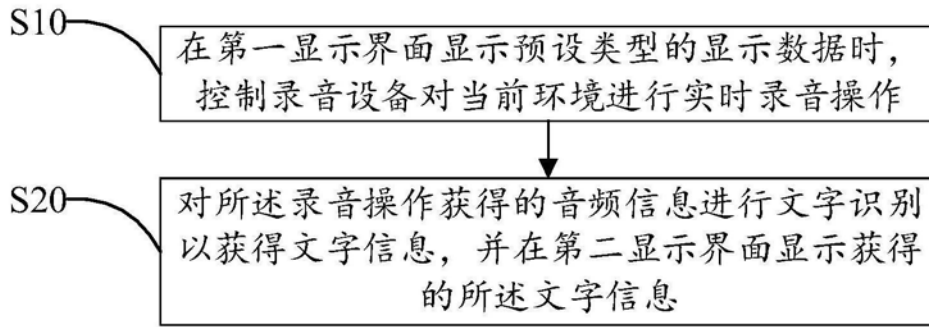 S10
在第一显示界面显示预设类型的显示数据时，
控制录音设备对当前环境进行实时录音操作
S20
对所述录音操作获得的音频信息进行文字识别
以获得文字信息，并在第二显示界面显示获得
的所述文字信息